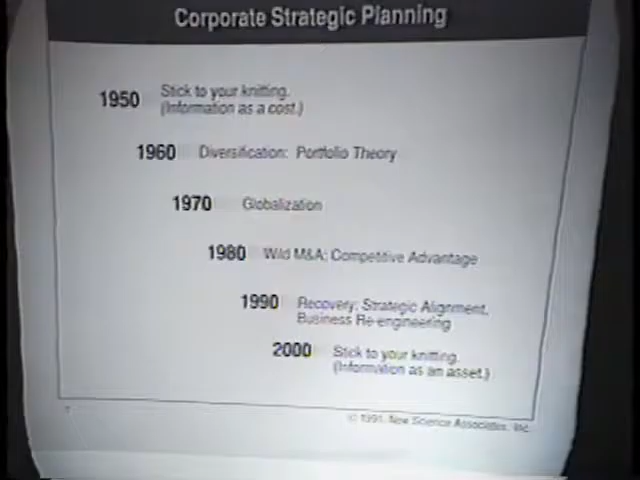 Corporate Strategic Planning
1950 Stick to your knitting.
(Information as a cost.)
1960 Diversification: Portfolio Theory
1970 Globalization
1980 Wild M&A: Competitive Advantage
1990 Recovery, Strategic Alignment,
Business Re-engineering
2000 Stick to your knitting.
(Information as an asset.)
7
© 1991, New Science Associates, Inc.